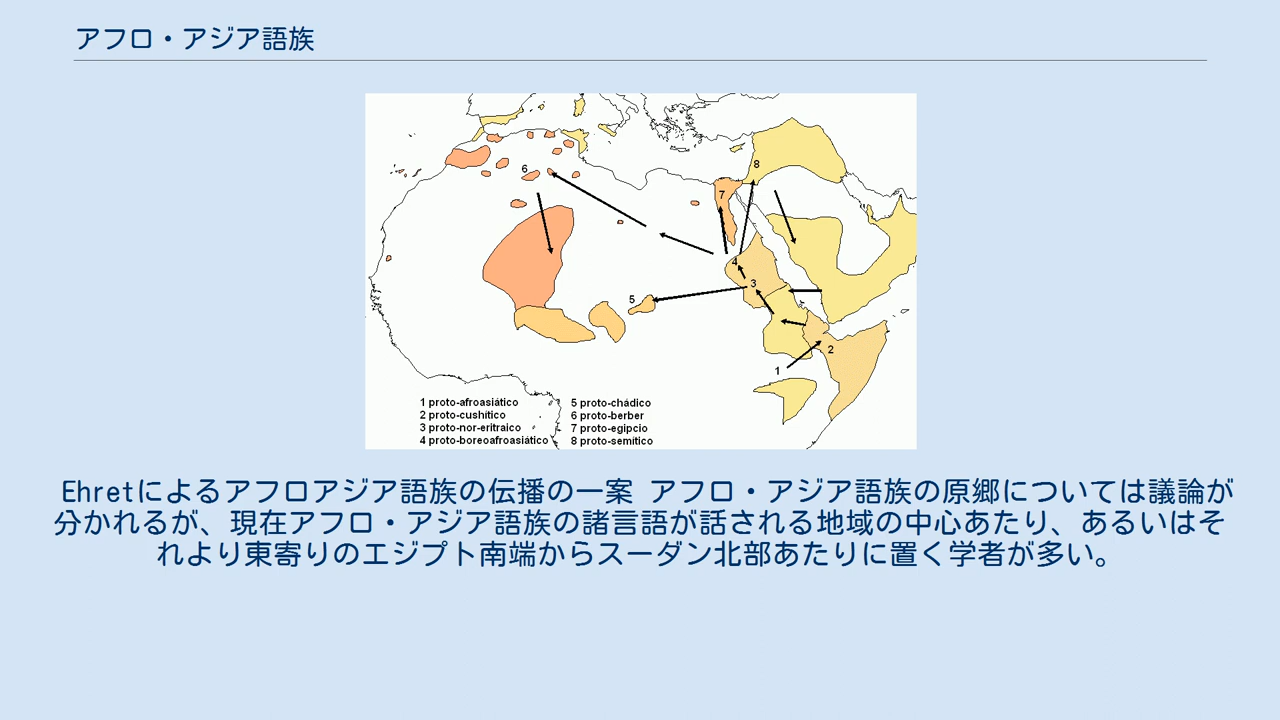 アフロ・アジア語族
8
6
7
4
3
5
2
1
1 proto-afroasiático
2 proto-cushítico
3 proto-nor-eritraico
4 proto-boreoafroasiático
5 proto-chádico
6 proto-berber
7 proto-egipcio
8 proto-semítico
Ehretによるアフロアジア語族の伝播の一案 アフロ・アジア語族の原郷については議論が
分かれるが、現在アフロ・アジア語族の諸言語が話される地域の中心あたり、あるいはそ
れより東寄りのエジプト南端からスーダン北部あたりに置く学者が多い。